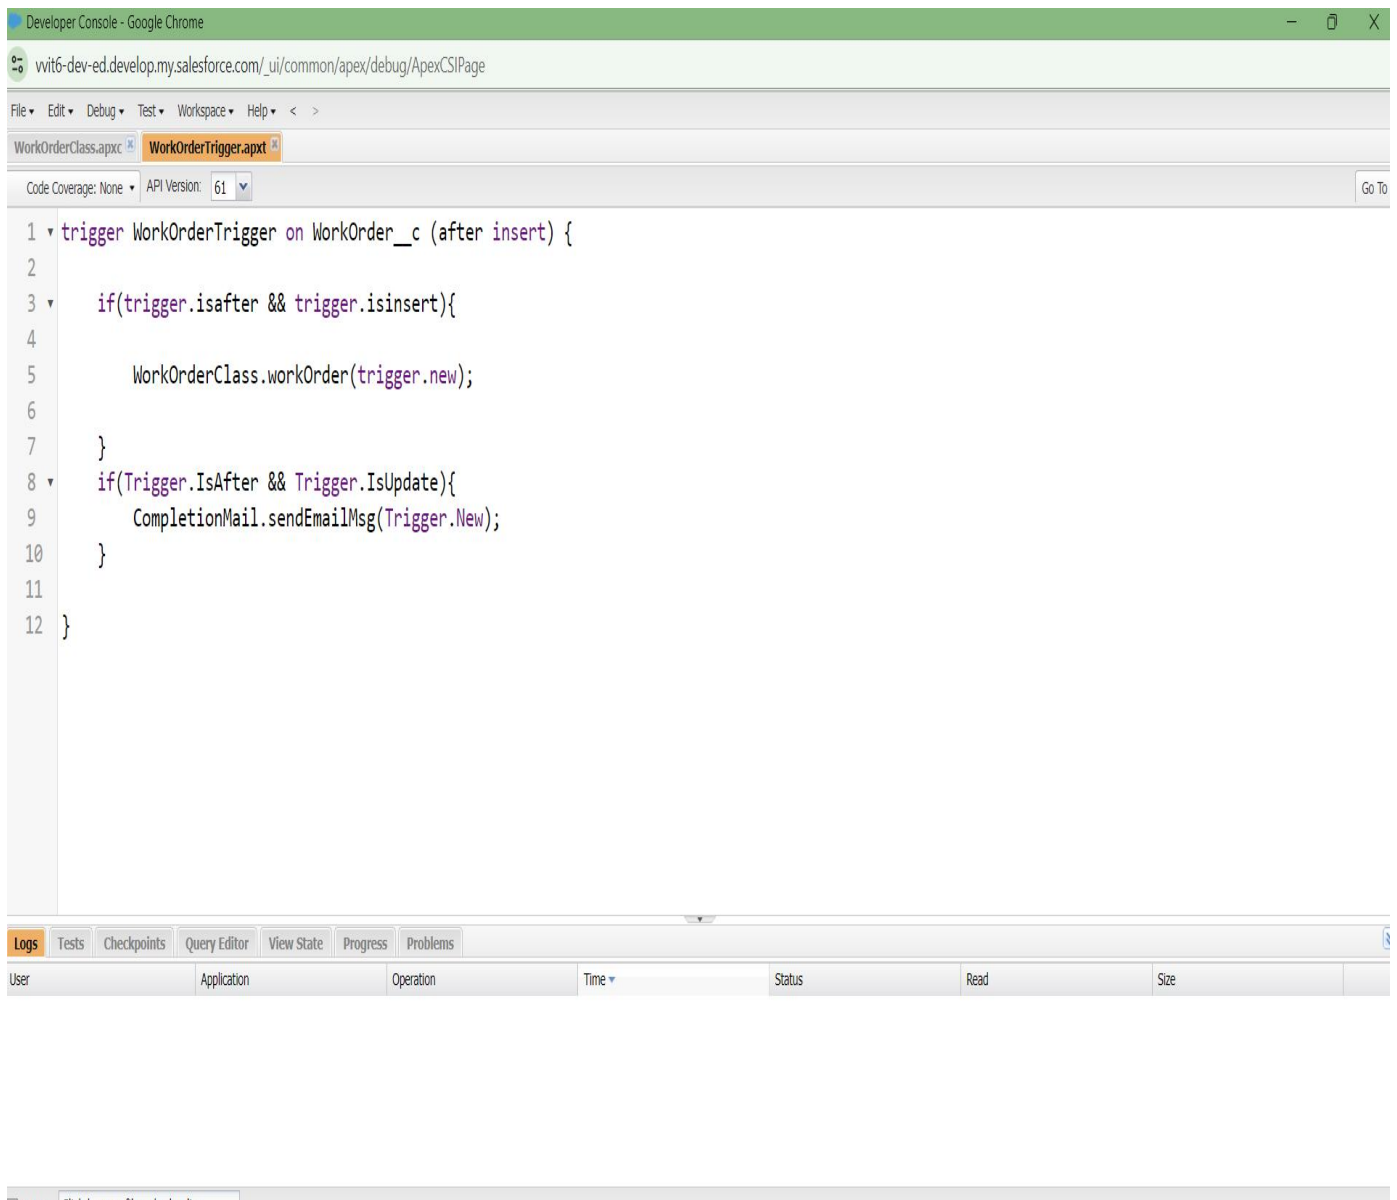 Developer Console - Google Chrome
vvit6-dev-ed.develop.my.salesforce.com/_ui/common/apex/debug/ApexCSIPage
File Edit Debug Test Workspace Help < >
WorkOrderClass.apxc WorkOrderTrigger.apxt
Code Coverage: None API Version: 61 Go To
1 trigger WorkOrderTrigger on WorkOrder__c (after insert) {
2
3 if(trigger.isafter && trigger.isinsert){
4
5 WorkOrderClass.workOrder(trigger.new);
6
7 }
8 if(Trigger.IsAfter && Trigger.IsUpdate){
9 CompletionMail.sendEmailMsg(Trigger.New);
10 }
11
12 }
Logs Tests Checkpoints Query Editor View State Progress Problems
User Application Operation Time Status Read Size